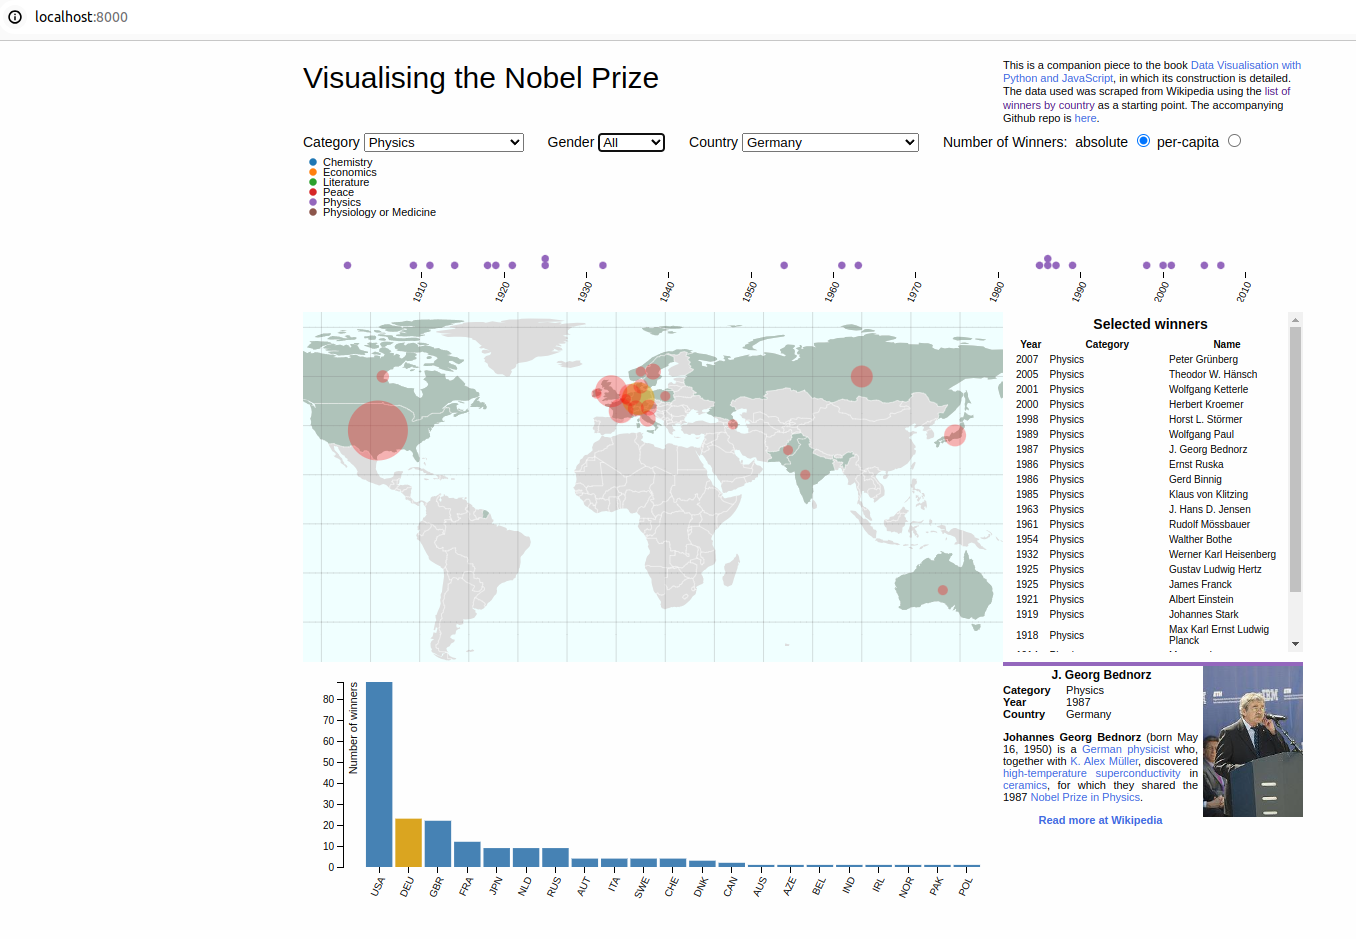 localhost:8000
Visualising the Nobel Prize
This is a companion piece to the book Data Visualisation with
Python and JavaScript, in which its construction is detailed.
The data used was scraped from Wikipedia using the list of
winners by country as a starting point. The accompanying
Github repo is here.
Category Physics Gender All Country Germany Number of Winners: absolute per-capita
Chemistry
Economics
Literature
Peace
Physics
Physiology or Medicine
1910 1920 1930 1940 1950 1960 1970 1980 1990 2000 2010
Selected winners
Year Category Name
2007 Physics Peter Grünberg
2005 Physics Theodor W. Hänsch
2001 Physics Wolfgang Ketterle
2000 Physics Herbert Kroemer
1998 Physics Horst L. Störmer
1989 Physics Wolfgang Paul
1987 Physics J. Georg Bednorz
1986 Physics Ernst Ruska
1986 Physics Gerd Binnig
1985 Physics Klaus von Klitzing
1963 Physics J. Hans D. Jensen
1961 Physics Rudolf Mössbauer
1954 Physics Walther Bothe
1932 Physics Werner Karl Heisenberg
1925 Physics Gustav Ludwig Hertz
1925 Physics James Franck
1921 Physics Albert Einstein
1919 Physics Johannes Stark
1918 Physics Max Karl Ernst Ludwig
Planck
Number of winners
80
70
60
50
40
30
20
10
0
USA DEU GBR FRA JPN NLD RUS AUT ITA SWE CHE DNK CAN AUS AZE BEL IND IRL NOR PAK POL
J. Georg Bednorz
Category Physics
Year 1987
Country Germany
Johannes Georg Bednorz (born May
16, 1950) is a German physicist who,
together with K. Alex Müller, discovered
high-temperature superconductivity in
ceramics, for which they shared the
1987 Nobel Prize in Physics.
Read more at Wikipedia
IBM